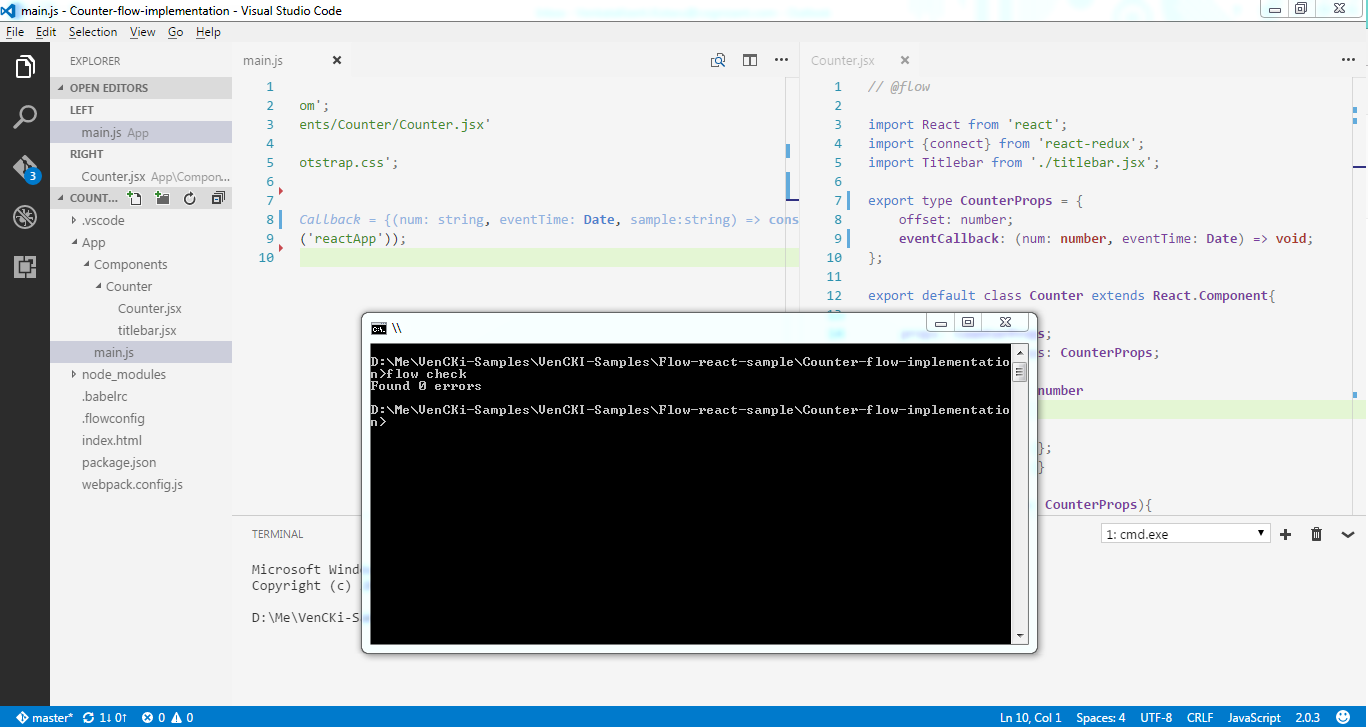 main.js - Counter-flow-implementation - Visual Studio Code
File Edit Selection View Go Help
EXPLORER
OPEN EDITORS
LEFT
main.js App
RIGHT
Counter.jsx App\Compon...
COUNT...
.vscode
App
Components
Counter
Counter.jsx
titlebar.jsx
main.js
node_modules
.babelrc
.flowconfig
index.html
package.json
webpack.config.js
3
main.js
1
2 om';
3 ents/Counter/Counter.jsx'
4
5 otstrap.css';
6
7
8 Callback = {(num: string, eventTime: Date, sample:string) => cons
9 ('reactApp'));
10
Counter.jsx
1 // @flow
2
3 import React from 'react';
4 import {connect} from 'react-redux';
5 import Titlebar from './titlebar.jsx';
6
7 export type CounterProps = {
8 offset: number;
9 eventCallback: (num: number, eventTime: Date) => void;
10 };
11
12 export default class Counter extends React.Component{
s;
s: CounterProps;
number
};
}
CounterProps){
\\
D:\Me\VenCKi-Samples\VenCKI-Samples\Flow-react-sample\Counter-flow-implementatio
n>flow check
Found 0 errors
D:\Me\VenCKi-Samples\VenCKI-Samples\Flow-react-sample\Counter-flow-implementatio
n>
TERMINAL
1: cmd.exe
Microsoft Wind
Copyright (c)
D:\Me\VenCKi-S
master* 1↓ 0↑ 0 0
Ln 10, Col 1 Spaces: 4 UTF-8 CRLF JavaScript 2.0.3